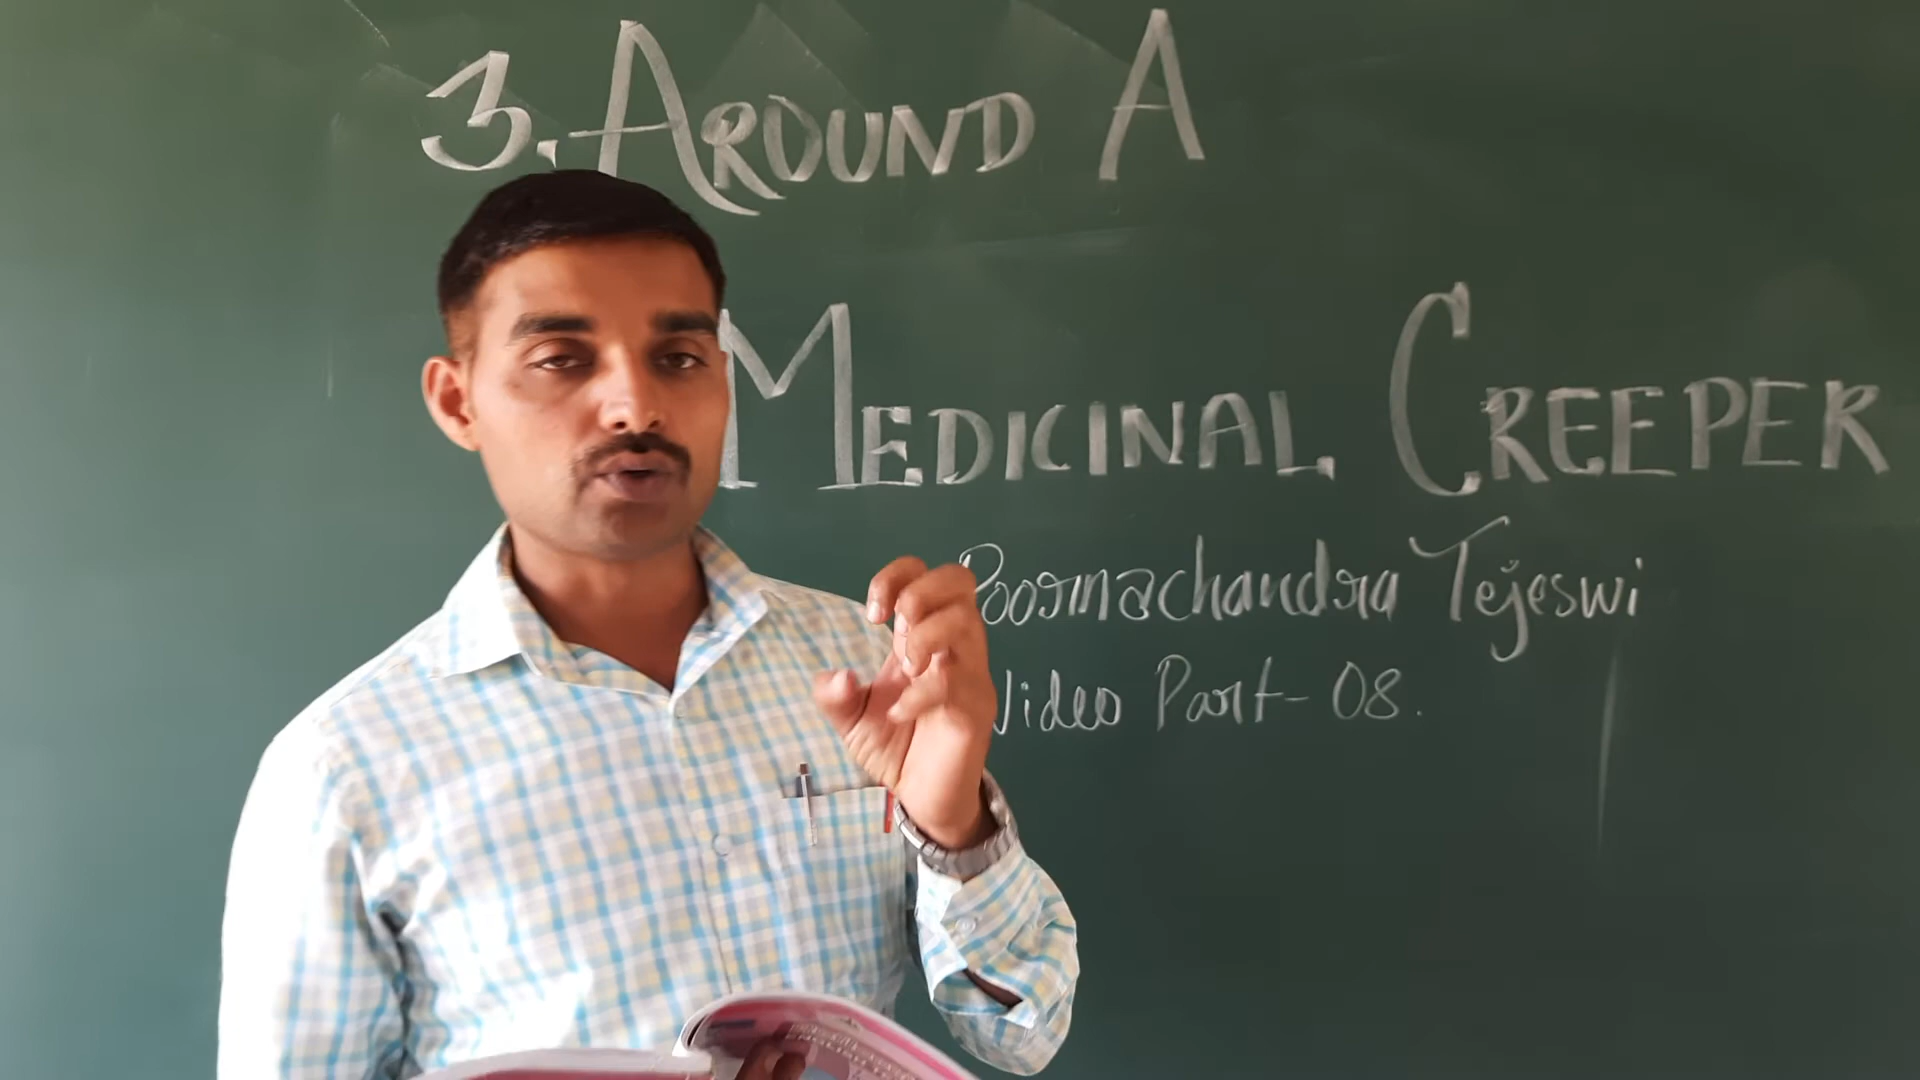 3. AROUND A
MEDICINAL CREEPER
Poornachandra Tejeswi
Video Part-08.